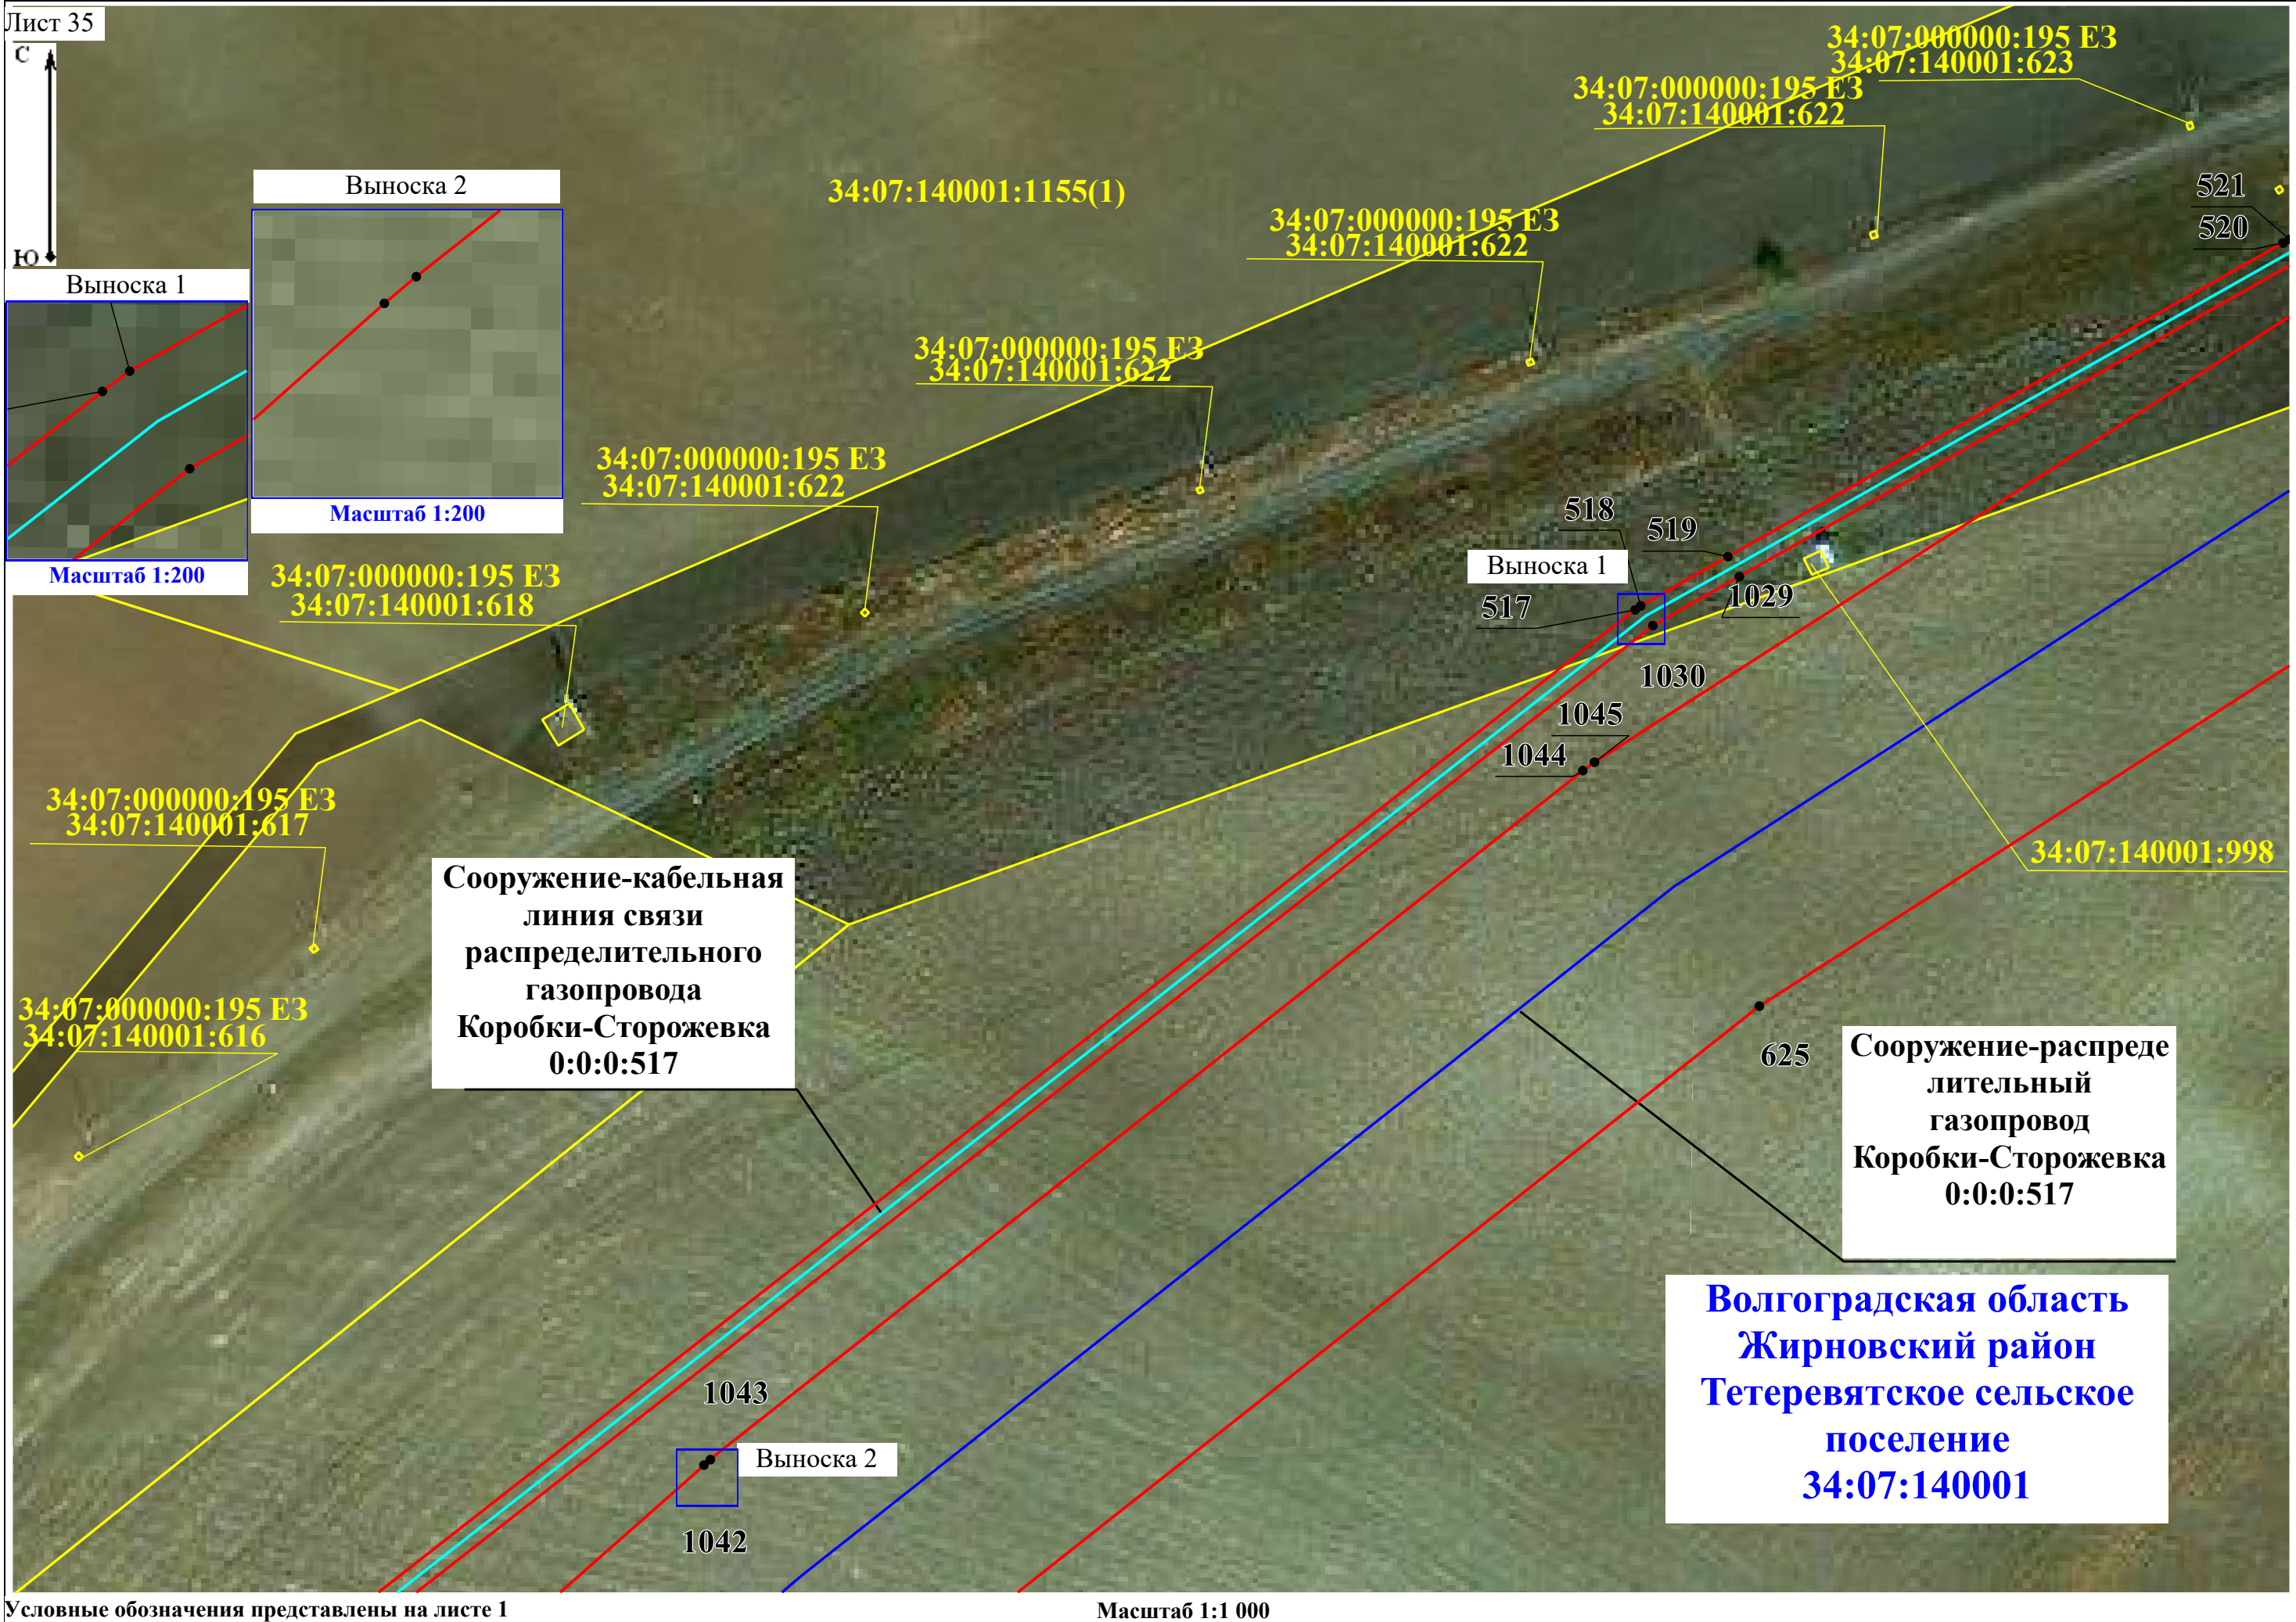 Лист 35
С
Ю
34:07:000000:195 ЕЗ
34:07:140001:623
34:07:000000:195 ЕЗ
34:07:140001:622
Выноска 2
34:07:140001:1155(1)
34:07:000000:195 ЕЗ
34:07:140001:622
521
520
Выноска 1
34:07:000000:195 ЕЗ
34:07:140001:622
34:07:000000:195 ЕЗ
34:07:140001:622
Масштаб 1:200
Масштаб 1:200
34:07:000000:195 ЕЗ
34:07:140001:618
518
519
Выноска 1
517
1029
1030
1045
1044
34:07:000000:195 ЕЗ
34:07:140001:617
34:07:140001:998
Сооружение-кабельная
линия связи
распределительного
газопровода
Коробки-Сторожевка
0:0:0:517
34:07:000000:195 ЕЗ
34:07:140001:616
625
Сооружение-распреде
лительный
газопровод
Коробки-Сторожевка
0:0:0:517
Волгоградская область
Жирновский район
Тетеревятское сельское
поселение
34:07:140001
1043
Выноска 2
1042
Условные обозначения представлены на листе 1
Масштаб 1:1 000